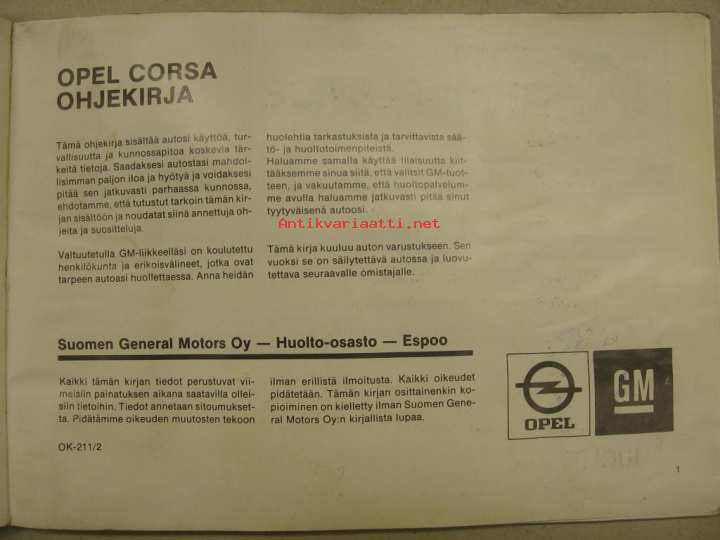 OPEL CORSA
OHJEKIRJA
Tämä ohjekirja sisältää autosi käyttöä, tur-
vallisuutta ja kunnossapitoa koskevia tär-
keitä tietoja. Saadaksesi autostasi mahdol-
lisimman paljon iloa ja hyötyä ja voidaksesi
pitää sen jatkuvasti parhaassa kunnossa,
ehdotamme, että tutustut tarkoin tämän kir-
jan sisältöön ja noudatat siinä annettuja oh-
jeita ja suositteluja.
Valtuutetulla GM-liikkeelläsi on koulutettu
henkilökunta ja erikoisvälineet, jotka ovat
tarpeen autoasi huollettaessa. Anna heidän
huolehtia tarkastuksista ja tarvittavista sää-
tö- ja huoltotoimenpiteistä.
Haluamme samalla käyttää tilaisuutta kiit-
tääksemme sinua siitä, että valitsit GM-tuot-
teen, ja vakuutamme, että huoltopalvelum-
me avulla haluamme jatkuvasti pitää sinut
tyytyväisenä autoosi.
Tämä kirja kuuluu auton varustukseen. Sen
vuoksi se on säilytettävä autossa ja luovu-
tettava seuraavalle omistajalle.
Antikvariaatti.net
Suomen General Motors Oy — Huolto-osasto — Espoo
Kaikki tämän kirjan tiedot perustuvat vii-
meisiin painatuksen aikana saatavilla ollei-
siin tietoihin. Tiedot annetaan sitoumukset-
ta. Pidätämme oikeuden muutosten tekoon
ilman erillistä ilmoitusta. Kaikki oikeudet
pidätetään. Tämän kirjan osittainenkin ko-
pioiminen on kielletty ilman Suomen Gene-
ral Motors Oy:n kirjallista lupaa.
OPEL
GM
OK-211/2
1